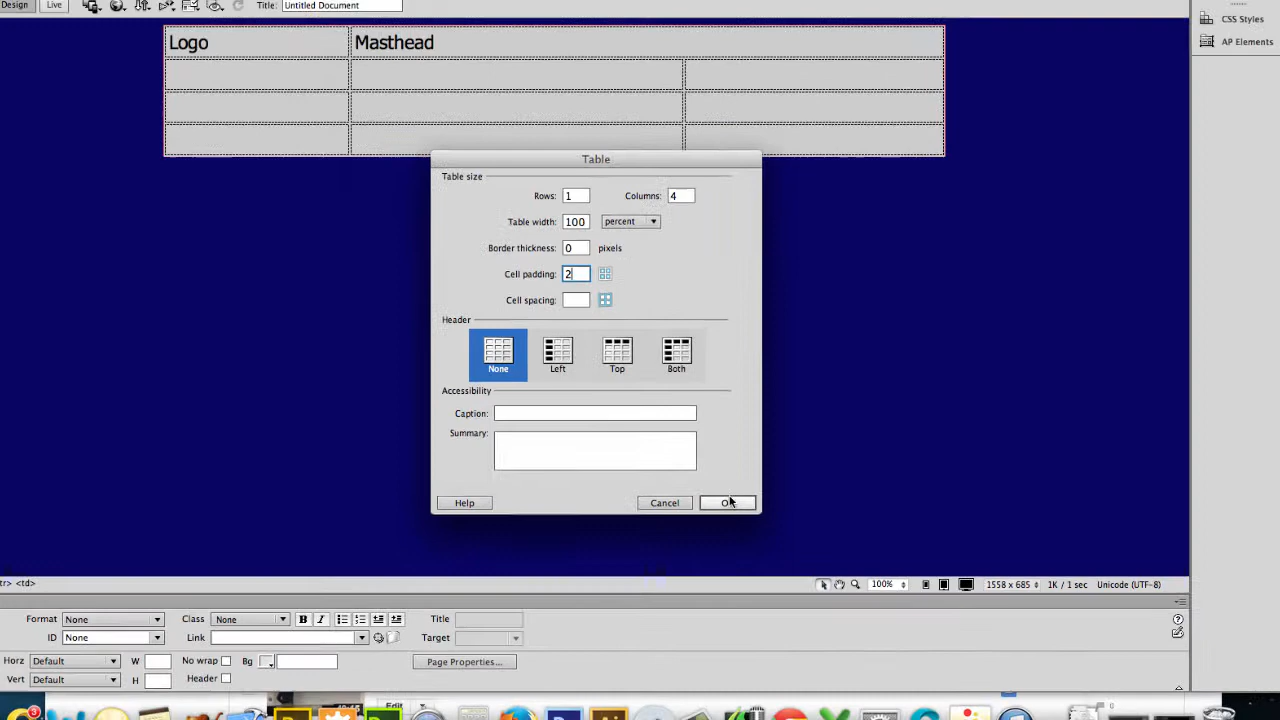 Design Live Title: Untitled Document
CSS Styles
AP Elements
Logo Masthead
Table
Table size
Rows: 1 Columns: 4
Table width: 100 percent
Border thickness: 0 pixels
Cell padding: 2
Cell spacing:
Header
None Left Top Both
Accessibility
Caption:
Summary:
Help Cancel
tr> <td> 100% 1558 x 685 1K / 1 sec Unicode (UTF-8)
Format None Class None B I Title
ID None Link Target
Horz Default W No wrap Bg Page Properties...
Vert Default H Header
3 Edit